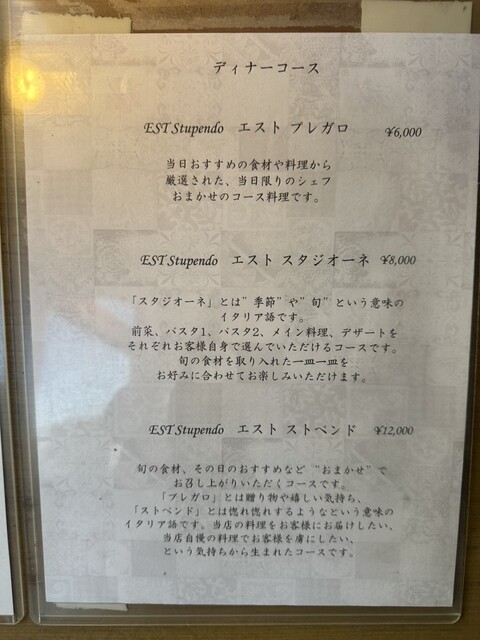 ディナーコース
EST Stupendo　エスト プレガロ　¥6,000
当日おすすめの食材や料理から
厳選された、当日限りのシェフ
おまかせのコース料理です。
EST Stupendo　エスト スタジオーネ　¥8,000
「スタジオーネ」とは”季節”や”旬”という意味の
イタリア語です。
前菜、パスタ1、パスタ2、メイン料理、デザートを
それぞれお客様自身で選んでいただけるコースです。
旬の食材を取り入れた一皿一皿を
お好みに合わせてお楽しみいただけます。
EST Stupendo　エスト ストペンド　¥12,000
旬の食材、その日のおすすめなど “おまかせ”で
お召し上がりいただくコースです。
「プレガロ」とは贈り物や嬉しい気持ち、
「ストペンド」とは惚れ惚れするようなという意味の
イタリア語です。当店の料理をお客様にお届けしたい、
当店自慢の料理でお客様を虜にしたい、
という気持ちから生まれたコースです。